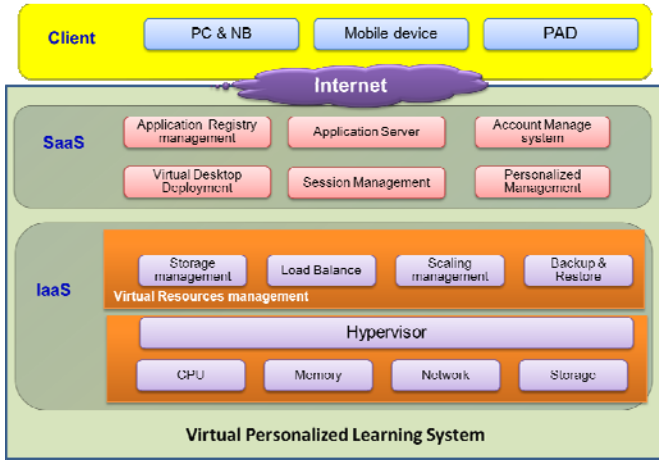 Client
PC & NB
Mobile device
PAD
Internet
SaaS
Application Registry
management
Application Server
Account Manage
system
Virtual Desktop
Deployment
Session Management
Personalized
Management
IaaS
Storage
management
Load Balance
Scaling
management
Backup &
Restore
Virtual Resources management
Hypervisor
CPU
Memory
Network
Storage
Virtual Personalized Learning System